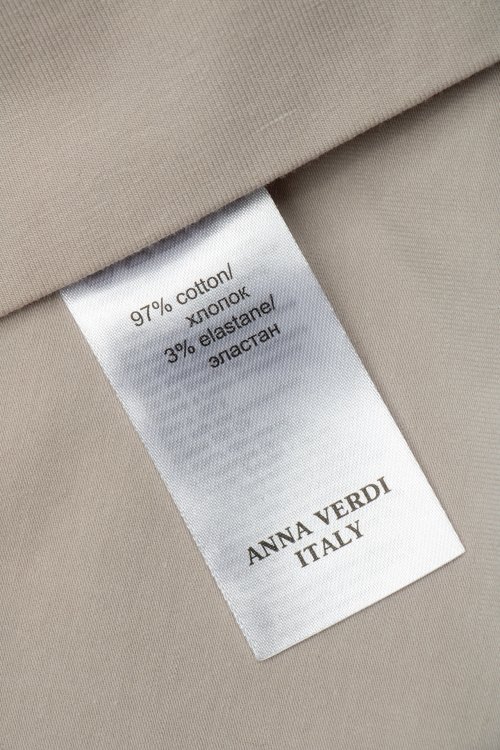 97% cotton/
хлопок
3% elastane/
эластан
ANNA VERDI
ITALY